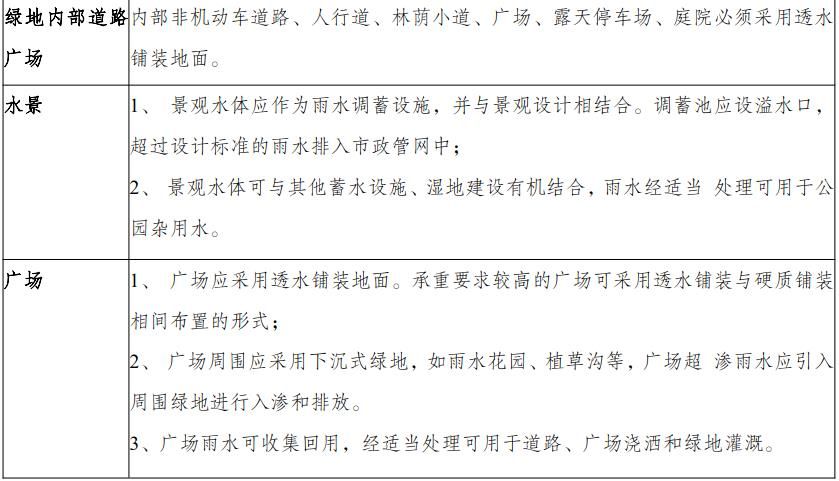 绿地内部道路广场
内部非机动车道路、人行道、林荫小道、广场、露天停车场、庭院必须采用透水
铺装地面。
水景
1、 景观水体应作为雨水调蓄设施，并与景观设计相结合。调蓄池应设溢水口，
超过设计标准的雨水排入市政管网中；
2、 景观水体可与其他蓄水设施、湿地建设有机结合，雨水经适当 处理可用于公
园杂用水。
广场
1、 广场应采用透水铺装地面。承重要求较高的广场可采用透水铺装与硬质铺装
相间布置的形式；
2、 广场周围应采用下沉式绿地，如雨水花园、植草沟等，广场超 渗雨水应引入
周围绿地进行入渗和排放。
3、广场雨水可收集回用，经适当处理可用于道路、广场浇洒和绿地灌溉。